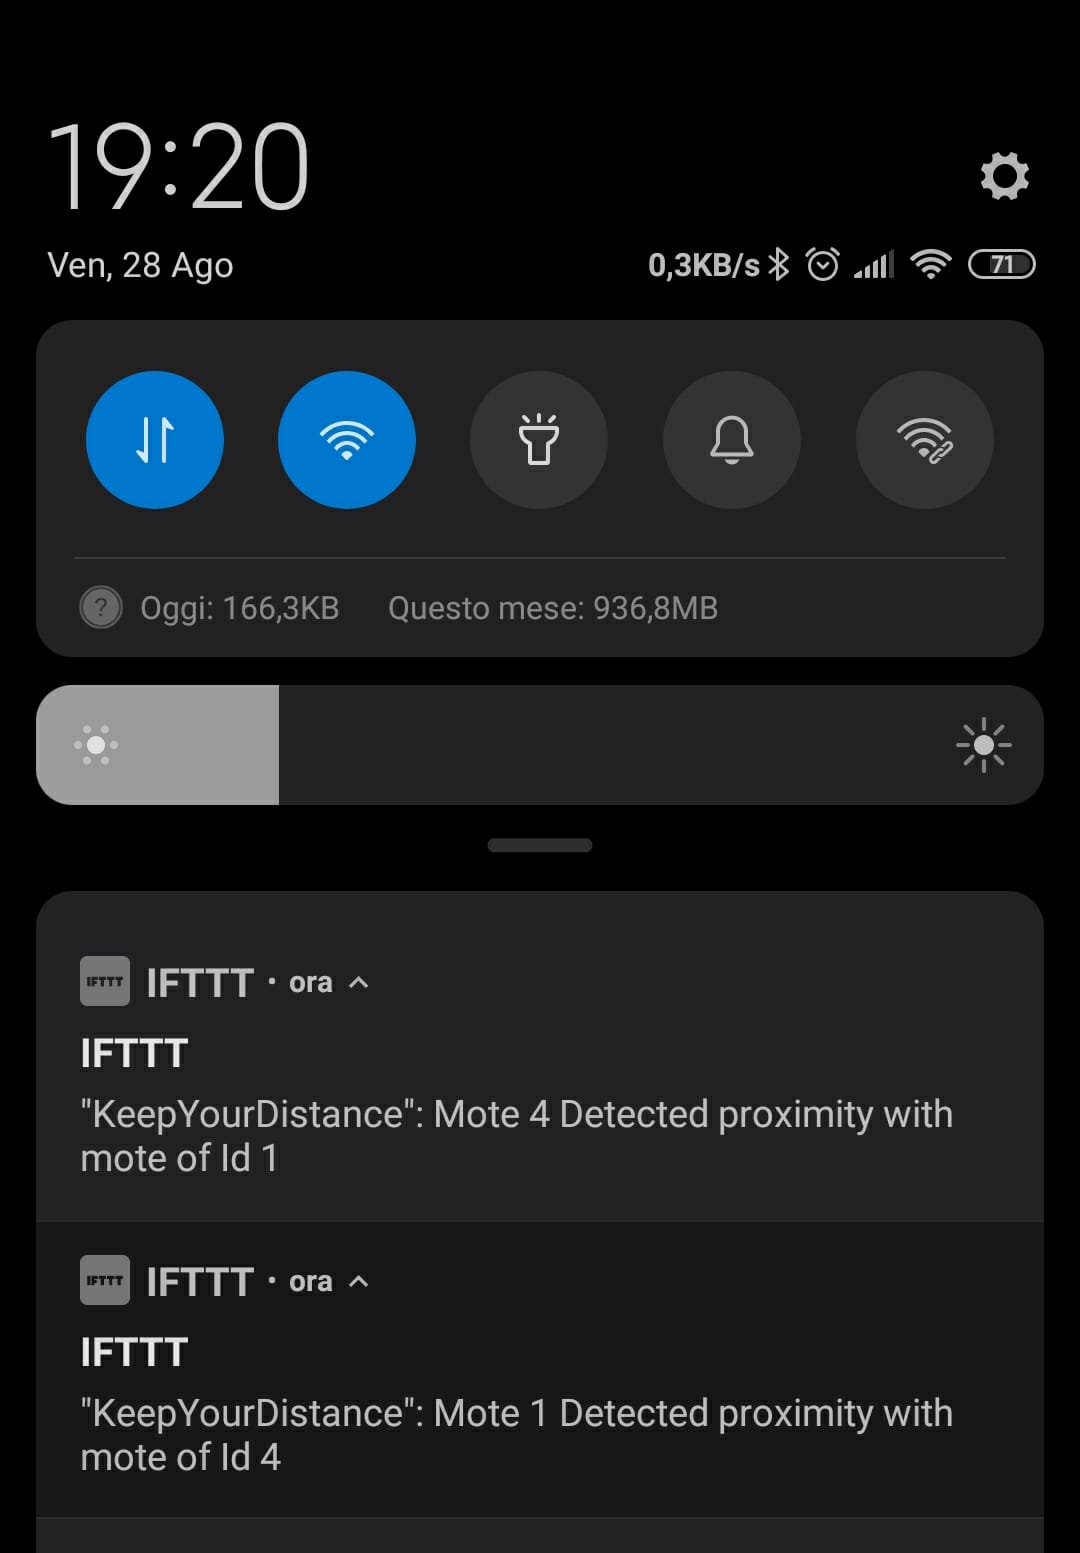 19:20
Ven, 28 Ago
0,3KB/s 71
? Oggi: 166,3KB Questo mese: 936,8MB
IFTTT IFTTT · ora
IFTTT
"KeepYourDistance": Mote 4 Detected proximity with
mote of Id 1
IFTTT IFTTT · ora
IFTTT
"KeepYourDistance": Mote 1 Detected proximity with
mote of Id 4